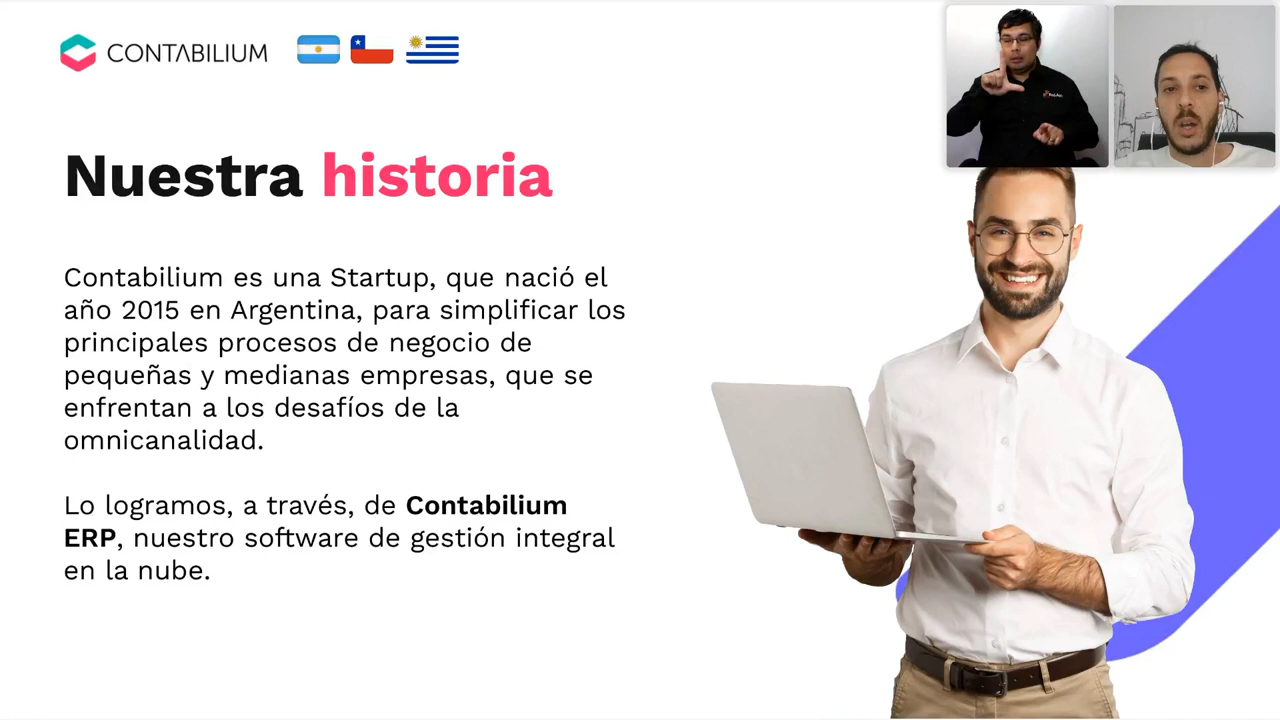 CONTABILIUM
Nuestra historia
Contabilium es una Startup, que nació el
año 2015 en Argentina, para simplificar los
principales procesos de negocio de
pequeñas y medianas empresas, que se
enfrentan a los desafíos de la
omnicanalidad.
Lo logramos, a través, de Contabilium
ERP, nuestro software de gestión integral
en la nube.